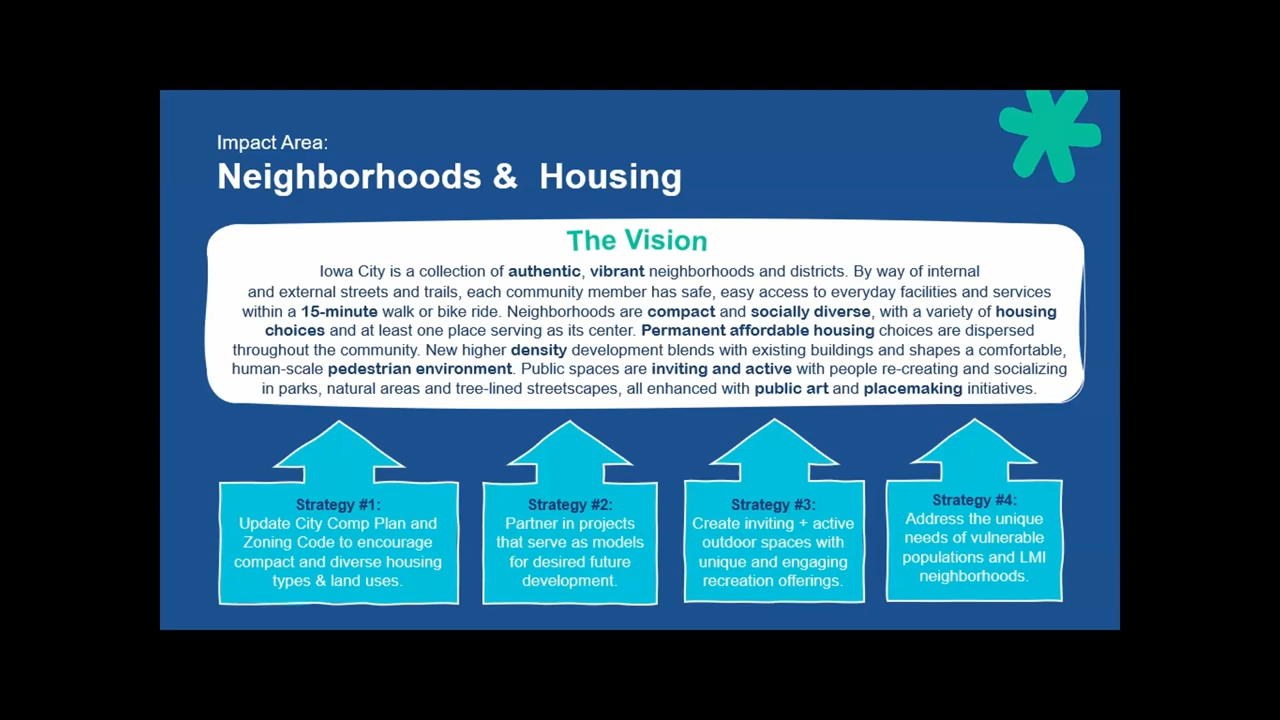 Impact Area:
Neighborhoods & Housing
The Vision
Iowa City is a collection of authentic, vibrant neighborhoods and districts. By way of internal
and external streets and trails, each community member has safe, easy access to everyday facilities and services
within a 15-minute walk or bike ride. Neighborhoods are compact and socially diverse, with a variety of housing
choices and at least one place serving as its center. Permanent affordable housing choices are dispersed
throughout the community. New higher density development blends with existing buildings and shapes a comfortable,
human-scale pedestrian environment. Public spaces are inviting and active with people re-creating and socializing
in parks, natural areas and tree-lined streetscapes, all enhanced with public art and placemaking initiatives.
Strategy #1:
Update City Comp Plan and
Zoning Code to encourage
compact and diverse housing
types & land uses.
Strategy #2:
Partner in projects
that serve as models
for desired future
development.
Strategy #3:
Create inviting + active
outdoor spaces with
unique and engaging
recreation offerings.
Strategy #4:
Address the unique
needs of vulnerable
populations and LMI
neighborhoods.